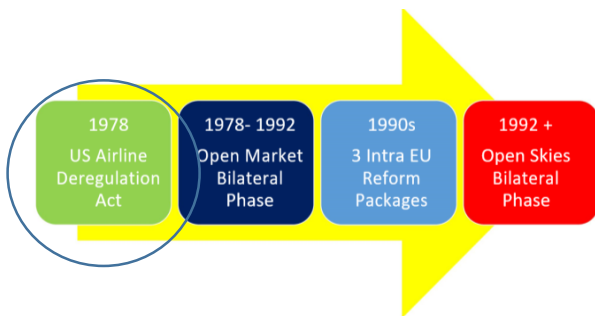 1978
US Airline
Deregulation
Act
1978- 1992
Open Market
Bilateral
Phase
1990s
3 Intra EU
Reform
Packages
1992 +
Open Skies
Bilateral
Phase